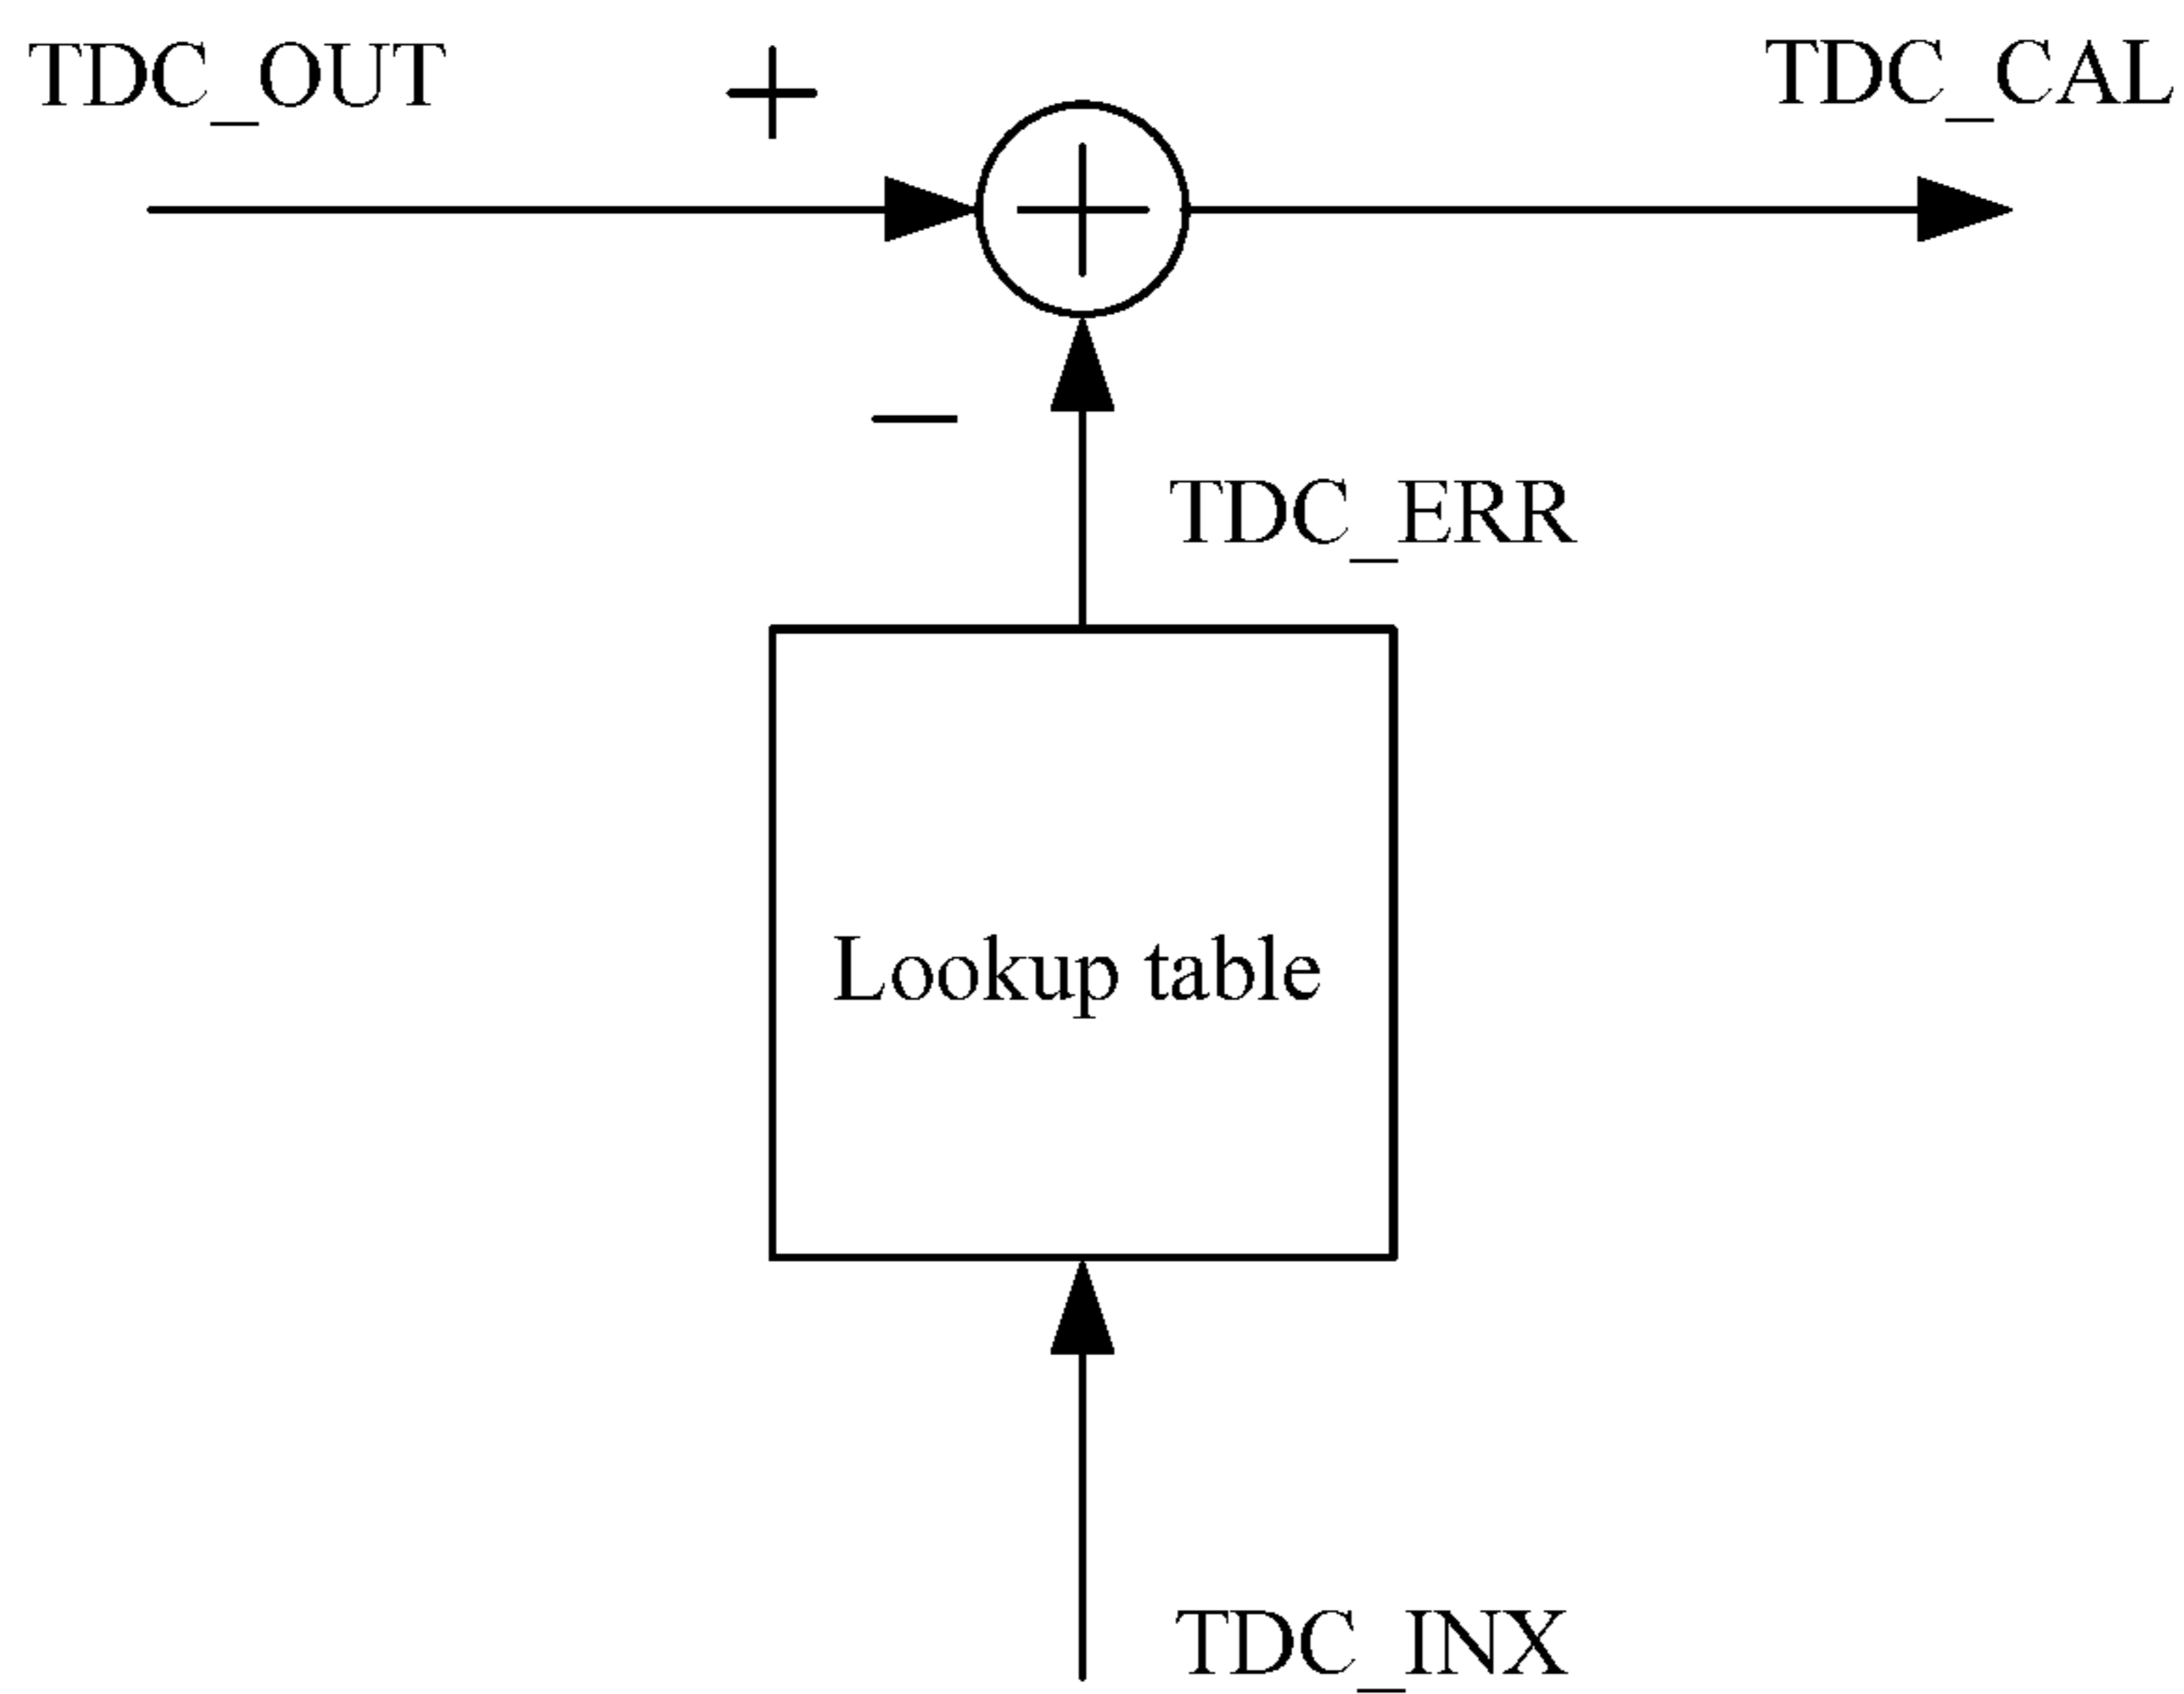 TDC_OUT
+
TDC_CAL
−
TDC_ERR
Lookup table
TDC_INX